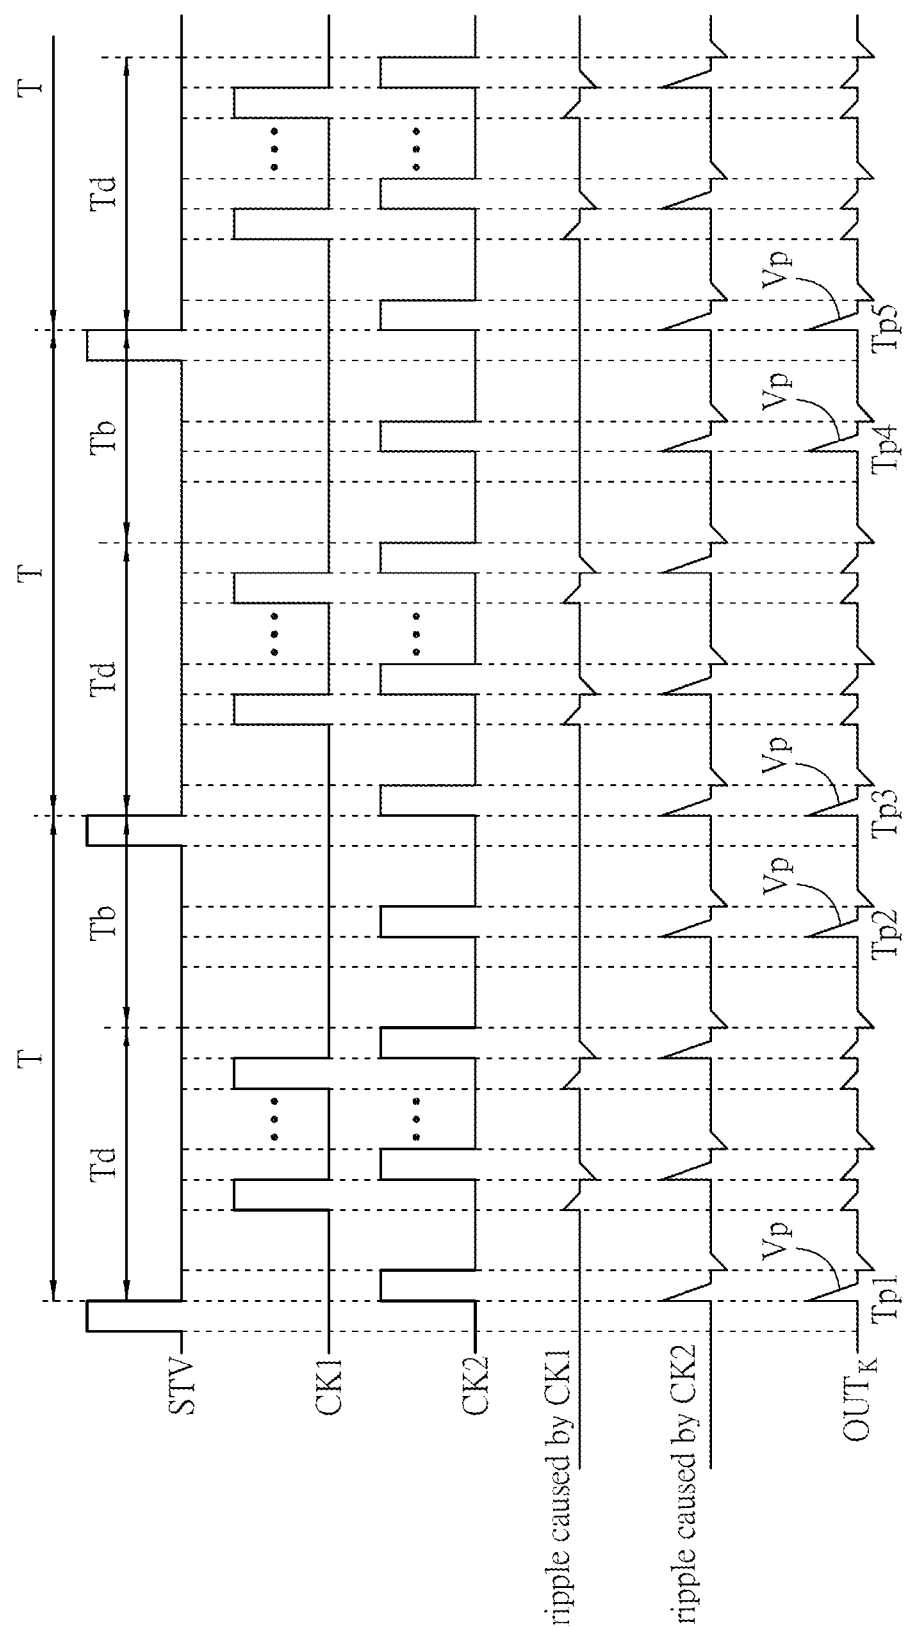 T
T
T
Td
Tb
Td
Tb
Td
STV
CK1
CK2
ripple caused by CK1
ripple caused by CK2
Vp
Vp
Vp
Vp
Vp
OUTK
Tp1
Tp2
Tp3
Tp4
Tp5